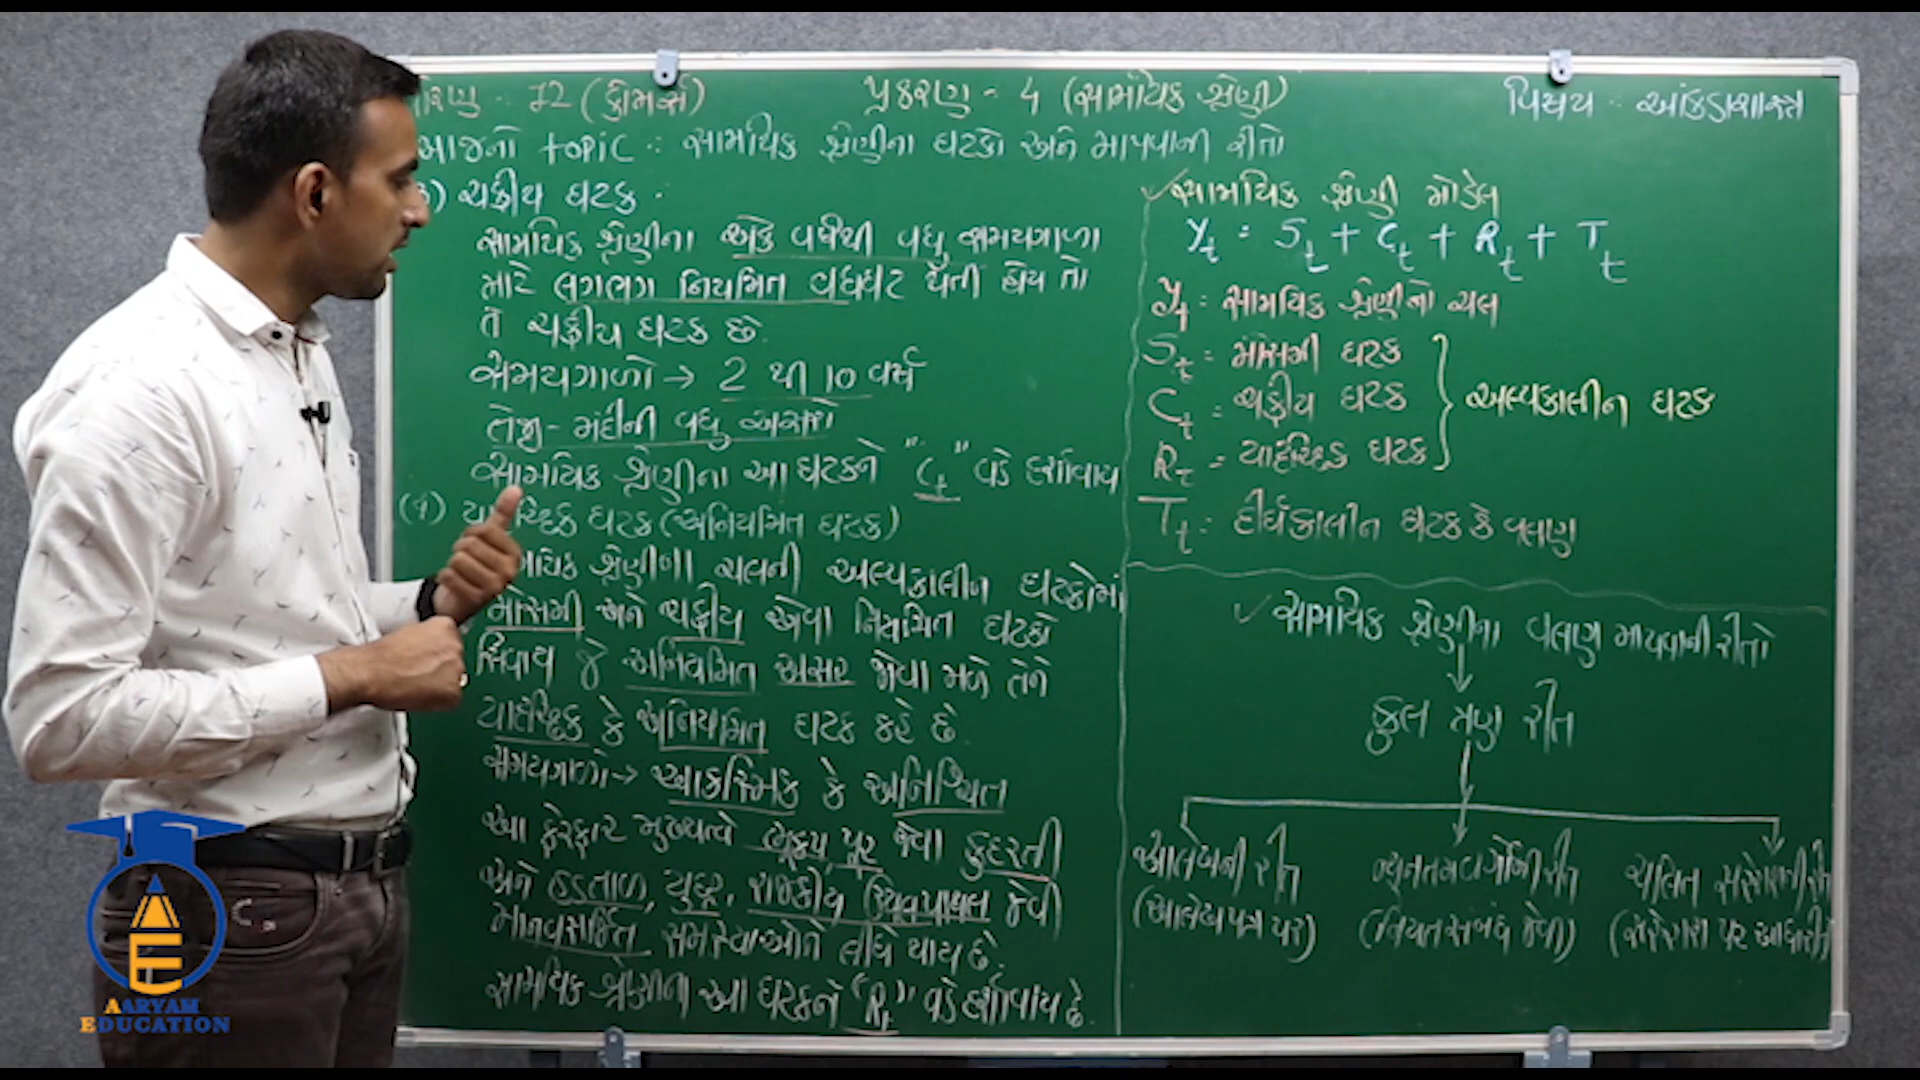 ધોરણ : 12 (કોમર્સ) પ્રકરણ - 4 (સામયિક શ્રેણી) વિષય : આંકડાશાસ્ત્ર
આજનો topic : સામયિક શ્રેણીના ઘટકો અને માપવાની રીતો
3) ચક્રીય ઘટક :
સામયિક શ્રેણીના એક વર્ષથી વધુ સમયગાળા
માટે લગભગ નિયમિત વધઘટ થતી હોય તો
તે ચક્રીય ઘટક છે.
સમયગાળો → 2 થી 10 વર્ષ
તેજી - મંદીની વધુ અસરો
સામયિક શ્રેણીના આ ઘટકને "Ct" વડે દર્શાવાય
(4) યાદચ્છિક ઘટક (અનિયમિત ઘટક)
સામયિક શ્રેણીના ચલની અલ્પકાલીન ઘટકોમાં
મોસમી અને ચક્રીય એવા નિયમિત ઘટકો
સિવાય જે અનિયમિત અસર જોવા મળે તેને
યાદચ્છિક કે અનિયમિત ઘટક કહે છે.
સમયગાળો → આકસ્મિક કે અનિશ્ચિત
આ ફેરફાર મુખ્યત્વે ભૂકંપ, પૂર જેવા કુદરતી
અને હડતાળ, યુદ્ધ, રાજકીય ઉથલપાથલ જેવી
માનવસર્જિત સમસ્યાઓને લીધે થાય છે.
સામયિક શ્રેણીના આ ઘટકને "Rt" વડે દર્શાવાય છે.
✓ સામયિક શ્રેણી મોડેલ
yt = St + Ct + Rt + Tt
yt = સામયિક શ્રેણીનો ચલ
St = મોસમી ઘટક
Ct = ચક્રીય ઘટક } અલ્પકાલીન ઘટક
Rt = યાદચ્છિક ઘટક
Tt = દીર્ઘકાલીન ઘટક કે વલણ
✓ સામયિક શ્રેણીના વલણ માપવાની રીતો
કુલ ત્રણ રીત
આલેખની રીત ન્યૂનતમ વર્ગોની રીત ચલિત સરેરાશની રીત
(આલેખપત્ર પર) (નિયતસંબંધ જેવી) (સરેરાશ પર આધારીત)
AARYAM
EDUCATION